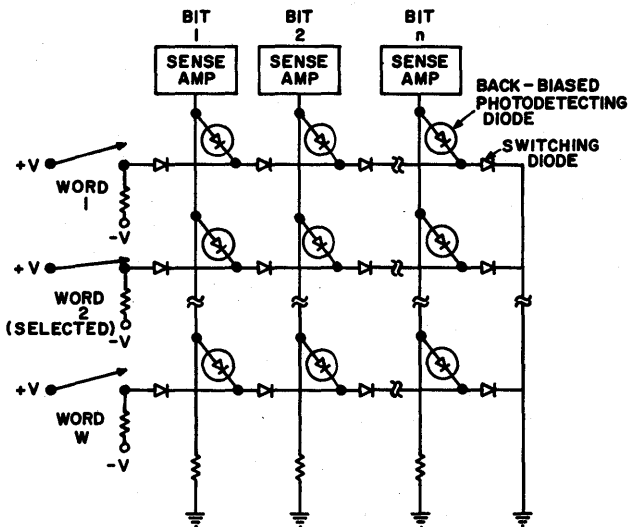 BIT
1
BIT
2
BIT
n
SENSE
AMP
SENSE
AMP
SENSE
AMP
BACK-BIASED
PHOTODETECTING
DIODE
SWITCHING
DIODE
+V
WORD
1
-V
+V
WORD
2
(SELECTED)
-V
+V
WORD
W
-V